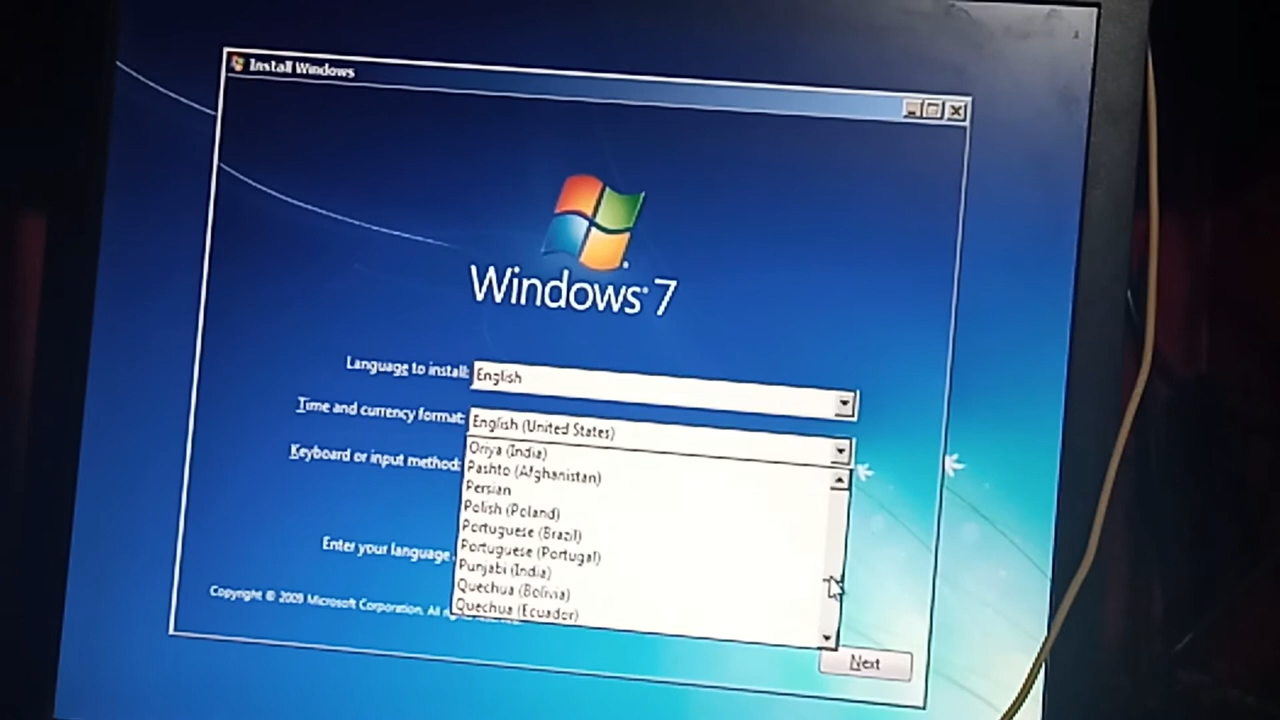 Install Windows
Windows 7
Language to install: English
Time and currency format: English (United States)
Keyboard or input method:
Oriya (India)
Pashto (Afghanistan)
Persian
Polish (Poland)
Portuguese (Brazil)
Portuguese (Portugal)
Punjabi (India)
Quechua (Bolivia)
Quechua (Ecuador)
Enter your language
Copyright © 2009 Microsoft Corporation. All
Next